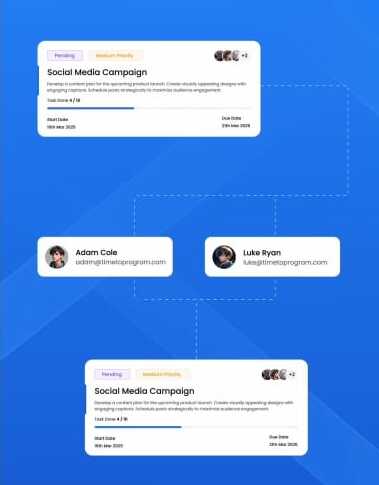 Pending
Medium Priority
+2
Social Media Campaign
Develop a content plan for the upcoming product launch. Create visually appealing designs with
engaging captions. Schedule posts strategically to maximize audience engagement.
Task Done 4 / 10
Start Date
Due Date
15th Mar 2025
21th Mar 2025
Adam Cole
adam@timetoprogram.com
Luke Ryan
luke@timetoprogram.com
Pending
Medium Priority
+2
Social Media Campaign
Develop a content plan for the upcoming product launch. Create visually appealing designs with
engaging captions. Schedule posts strategically to maximize audience engagement.
Task Done 4 / 10
Start Date
Due Date
15th Mar 2025
21th Mar 2025